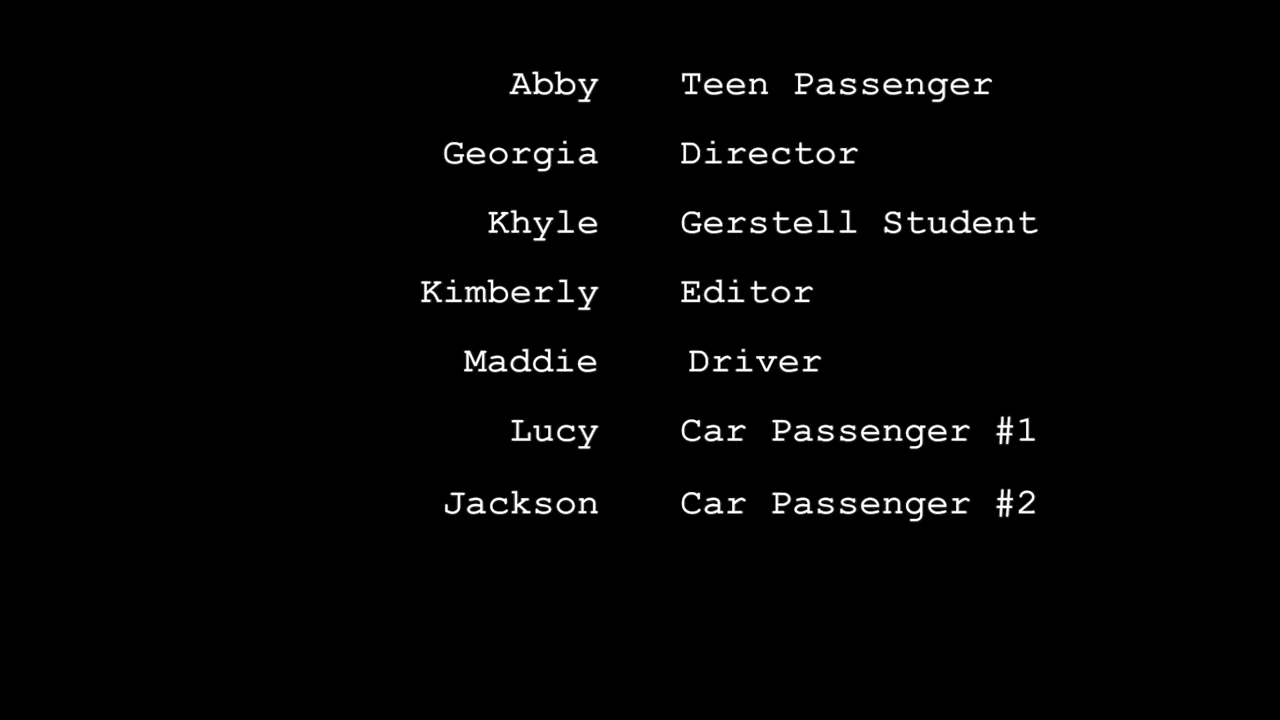 Abby Teen Passenger
Georgia Director
Khyle Gerstell Student
Kimberly Editor
Maddie Driver
Lucy Car Passenger #1
Jackson Car Passenger #2